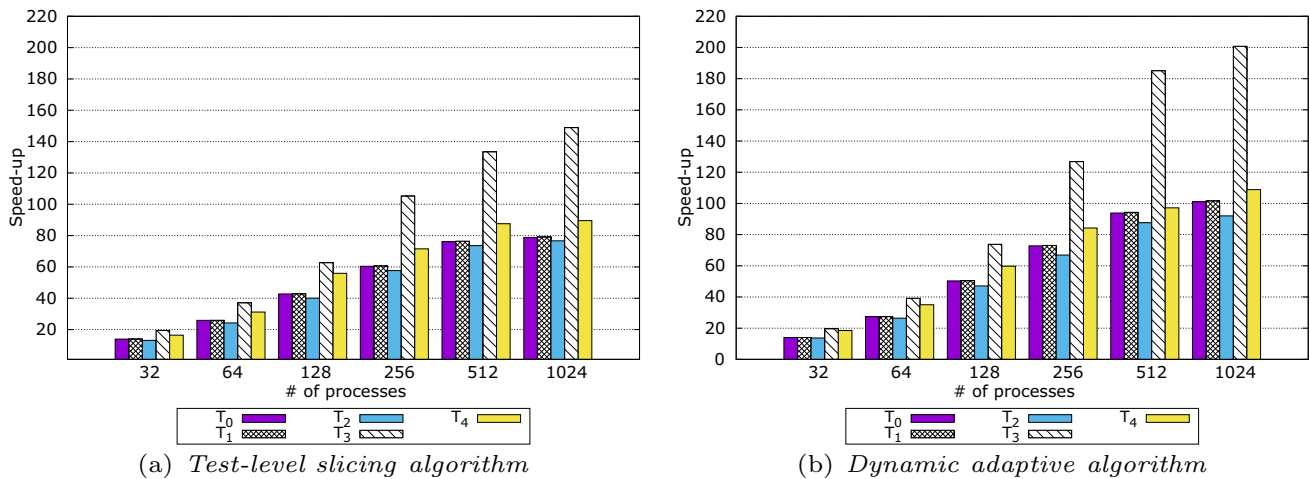 220
200
180
160
140
120
100
80
60
40
20
Speed-up
32 64 128 256 512 1024
# of processes
T0 T2 T4
T1 T3
(a) Test-level slicing algorithm
220
200
180
160
140
120
100
80
60
40
20
0
Speed-up
32 64 128 256 512 1024
# of processes
T0 T2 T4
T1 T3
(b) Dynamic adaptive algorithm